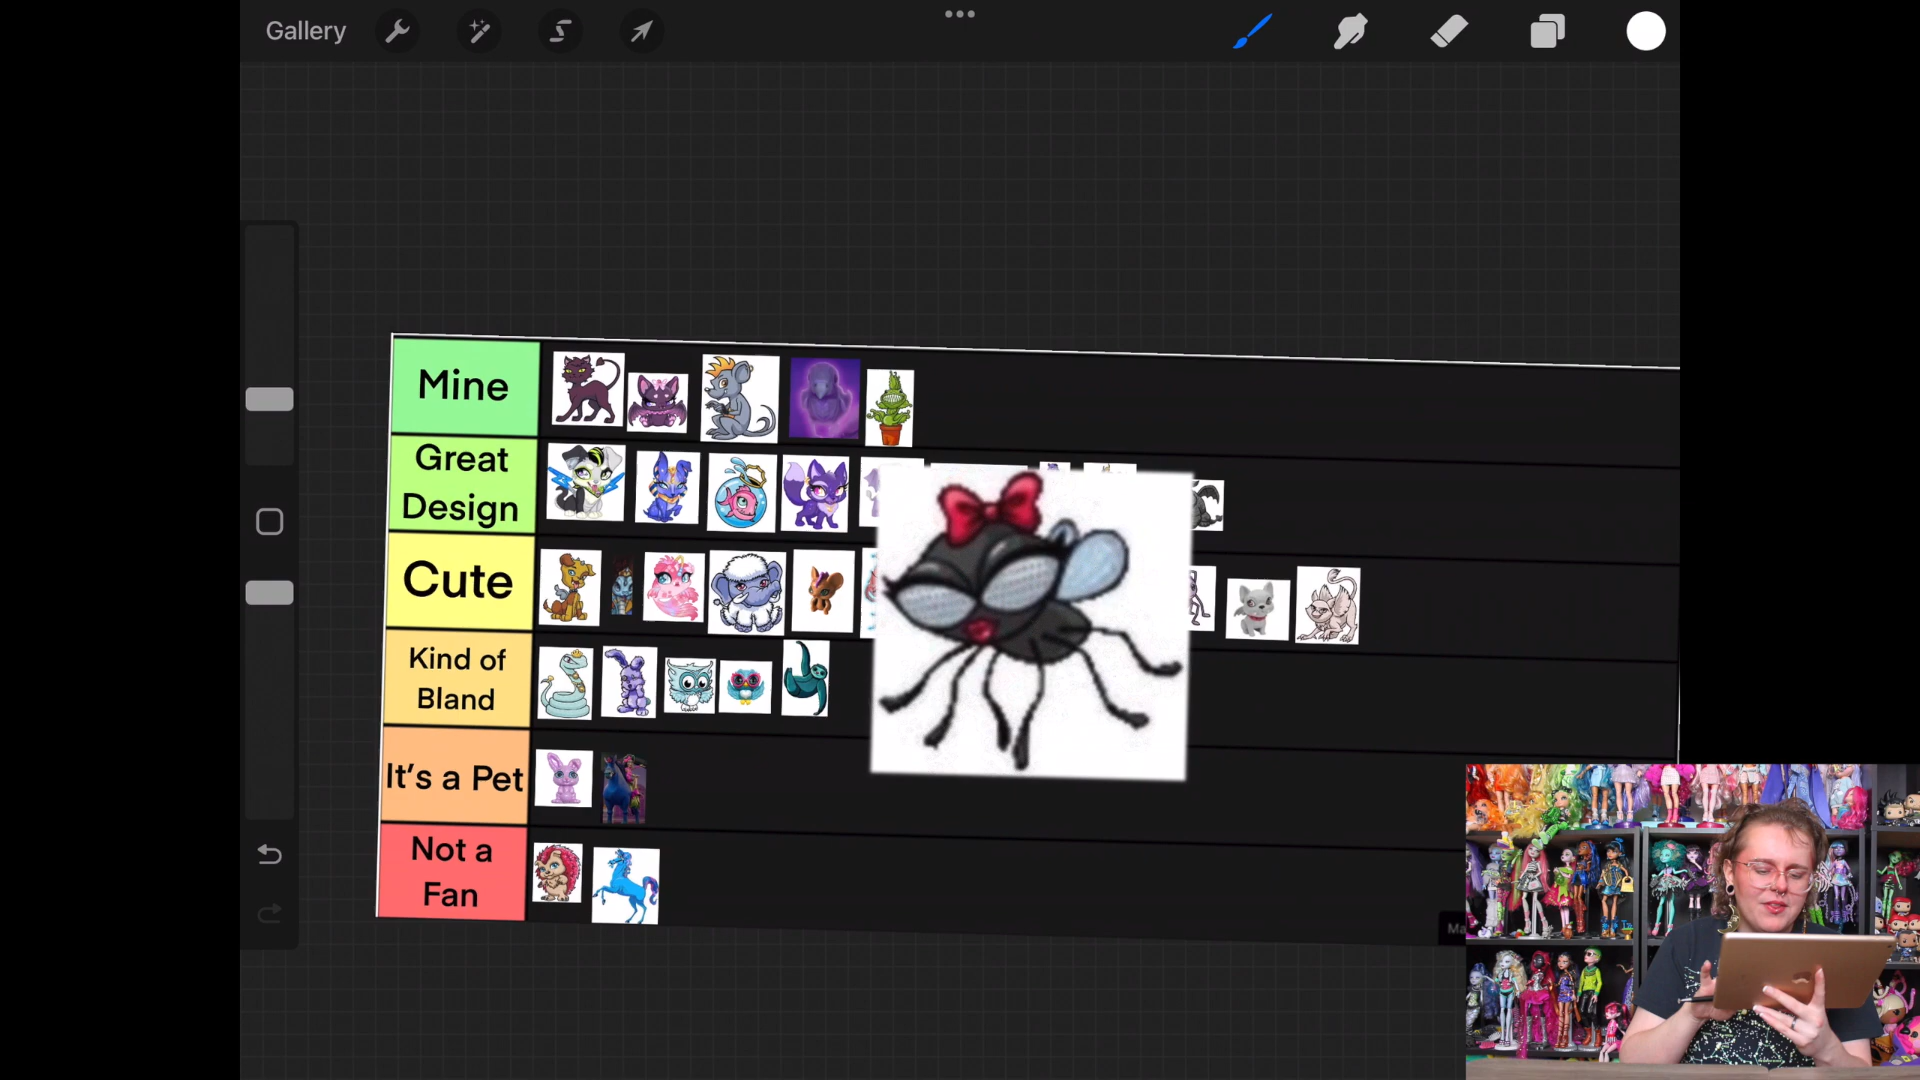 Gallery
Mine
Great
Design
Cute
Kind of
Bland
It's a Pet
Not a
Fan